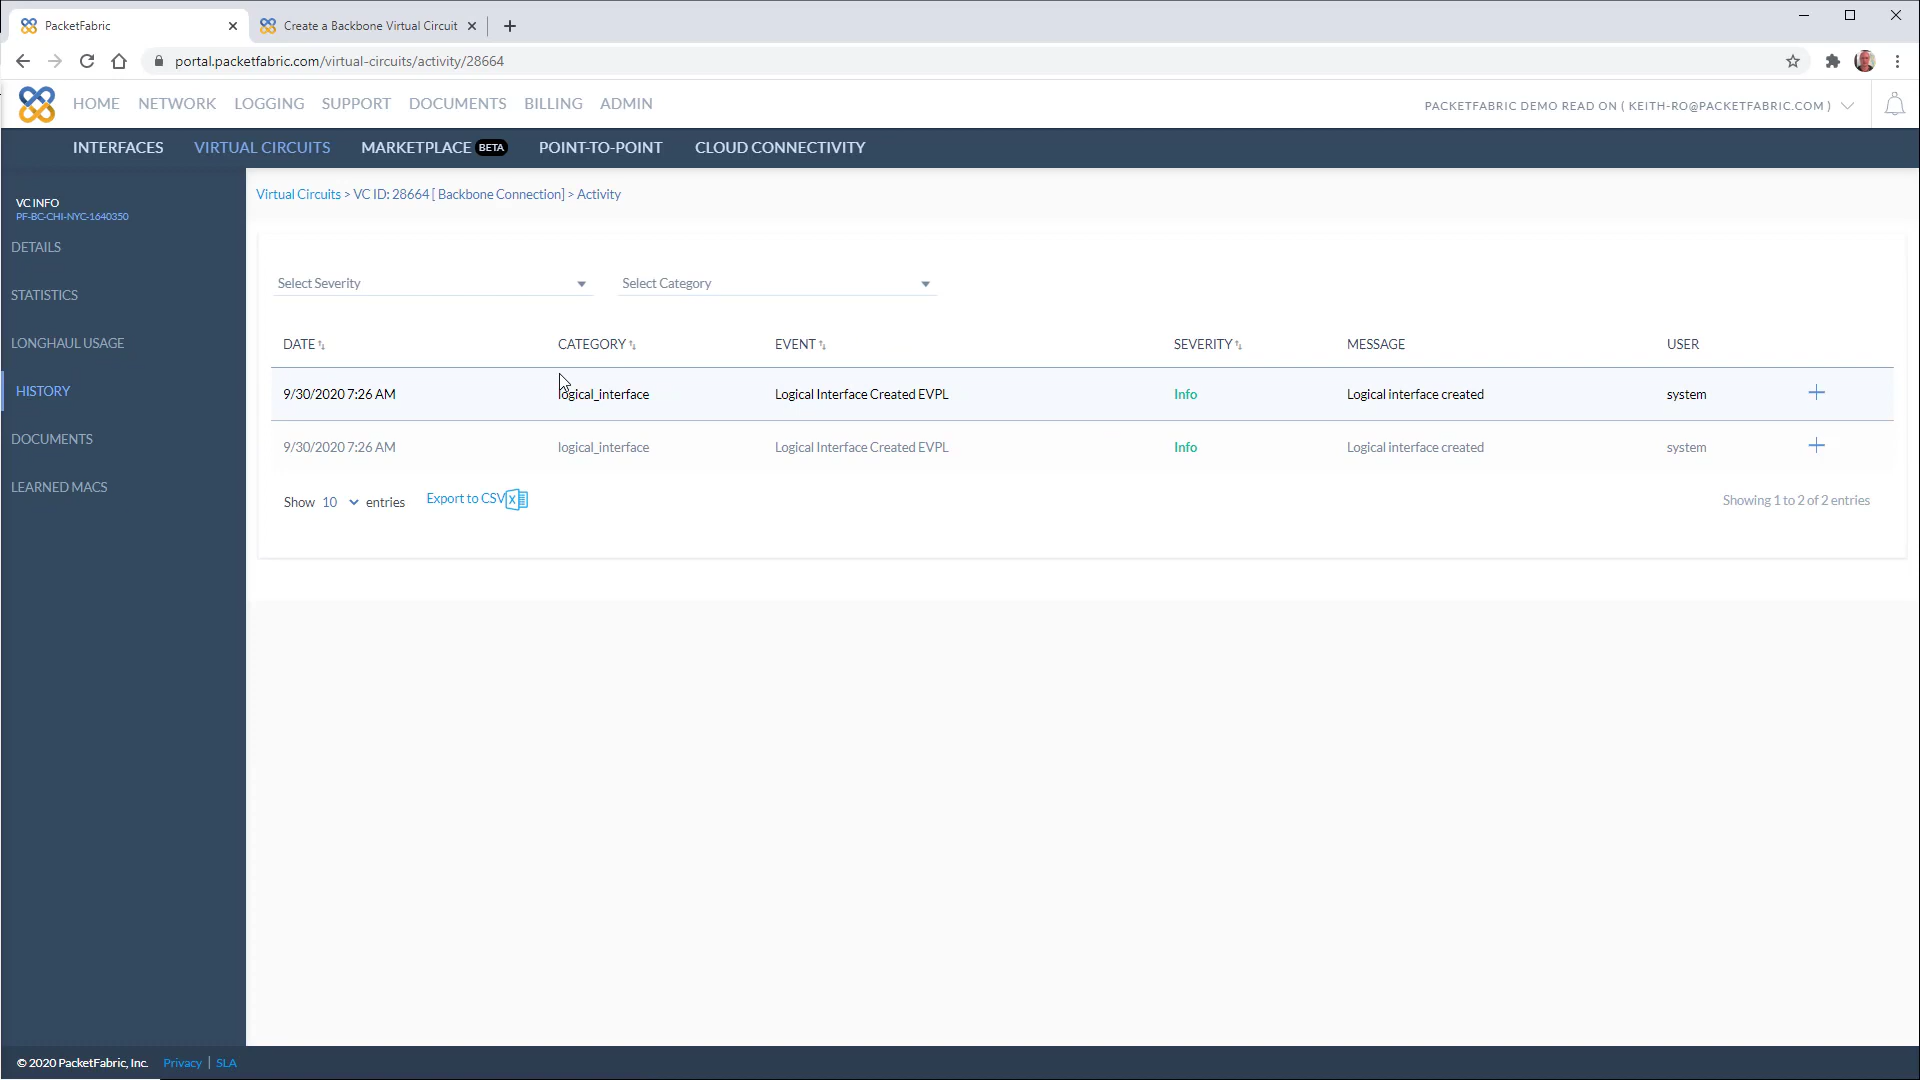 PacketFabric
Create a Backbone Virtual Circuit
portal.packetfabric.com/virtual-circuits/activity/28664
HOME NETWORK LOGGING SUPPORT DOCUMENTS BILLING ADMIN
PACKETFABRIC DEMO READ ON ( KEITH-RO@PACKETFABRIC.COM )
INTERFACES VIRTUAL CIRCUITS MARKETPLACE BETA POINT-TO-POINT CLOUD CONNECTIVITY
VC INFO
PF-BC-CHI-NYC-1640350
DETAILS
STATISTICS
LONGHAUL USAGE
HISTORY
DOCUMENTS
LEARNED MACS
Virtual Circuits > VC ID: 28664 [ Backbone Connection] > Activity
Select Severity Select Category
DATE CATEGORY EVENT SEVERITY MESSAGE USER
9/30/2020 7:26 AM logical_interface Logical Interface Created EVPL Info Logical interface created system
9/30/2020 7:26 AM logical_interface Logical Interface Created EVPL Info Logical interface created system
Show 10 entries Export to CSV Showing 1 to 2 of 2 entries
© 2020 PacketFabric, Inc. Privacy | SLA